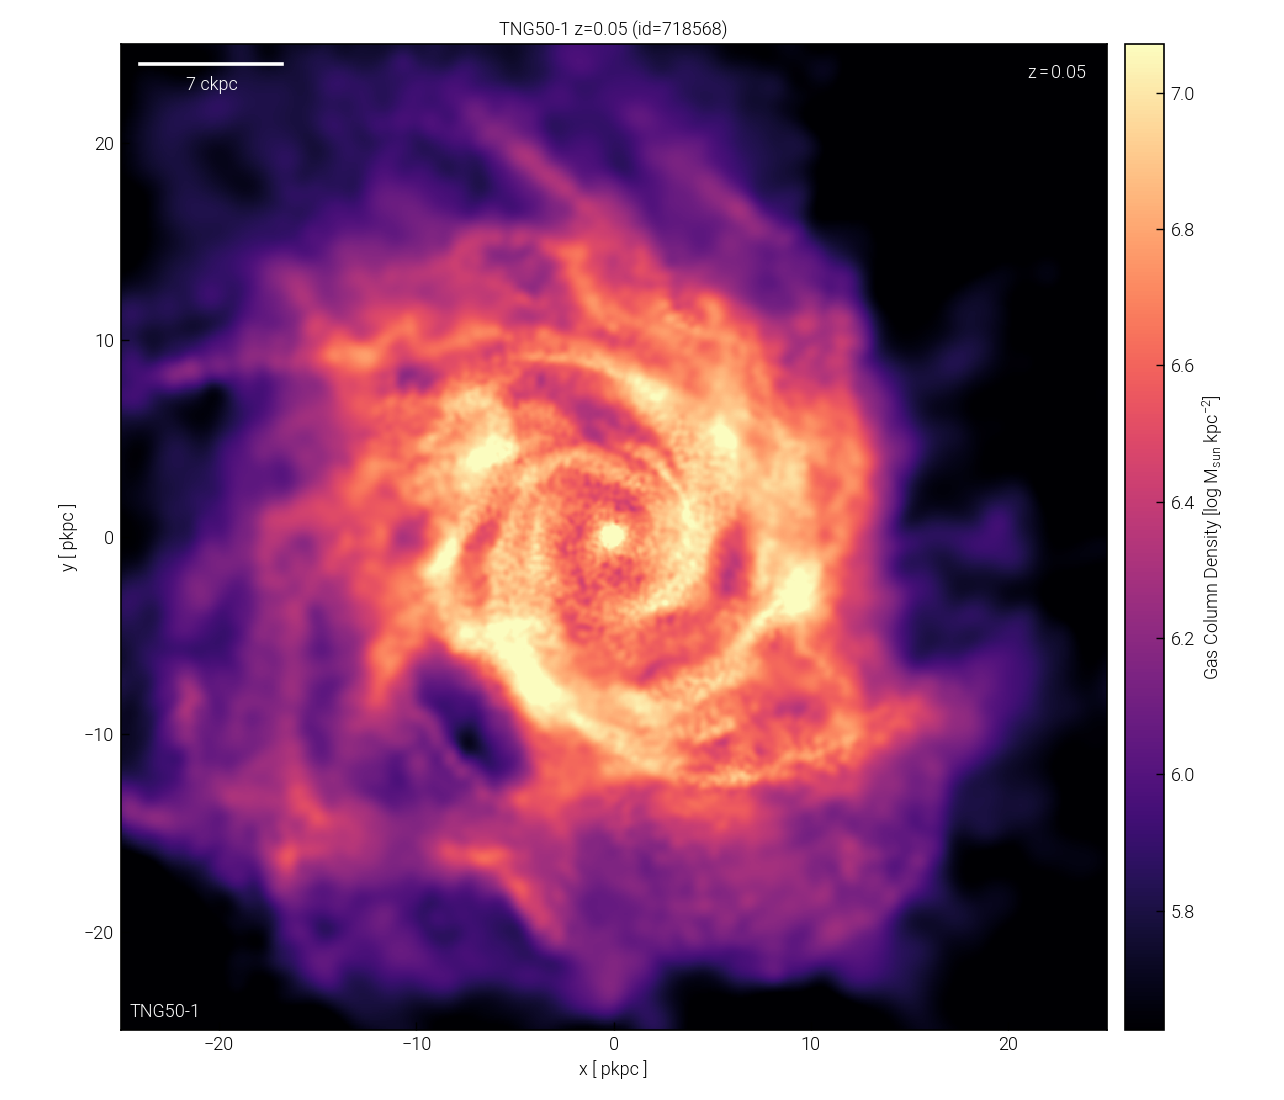 TNG50-1 z=0.05 (id=718568)
7 ckpc
z=0.05
TNG50-1
20
10
0
−10
−20
y [ pkpc ]
−20
−10
0
10
20
x [ pkpc ]
7.0
6.8
6.6
6.4
6.2
6.0
5.8
Gas Column Density [log M_sun kpc⁻²]